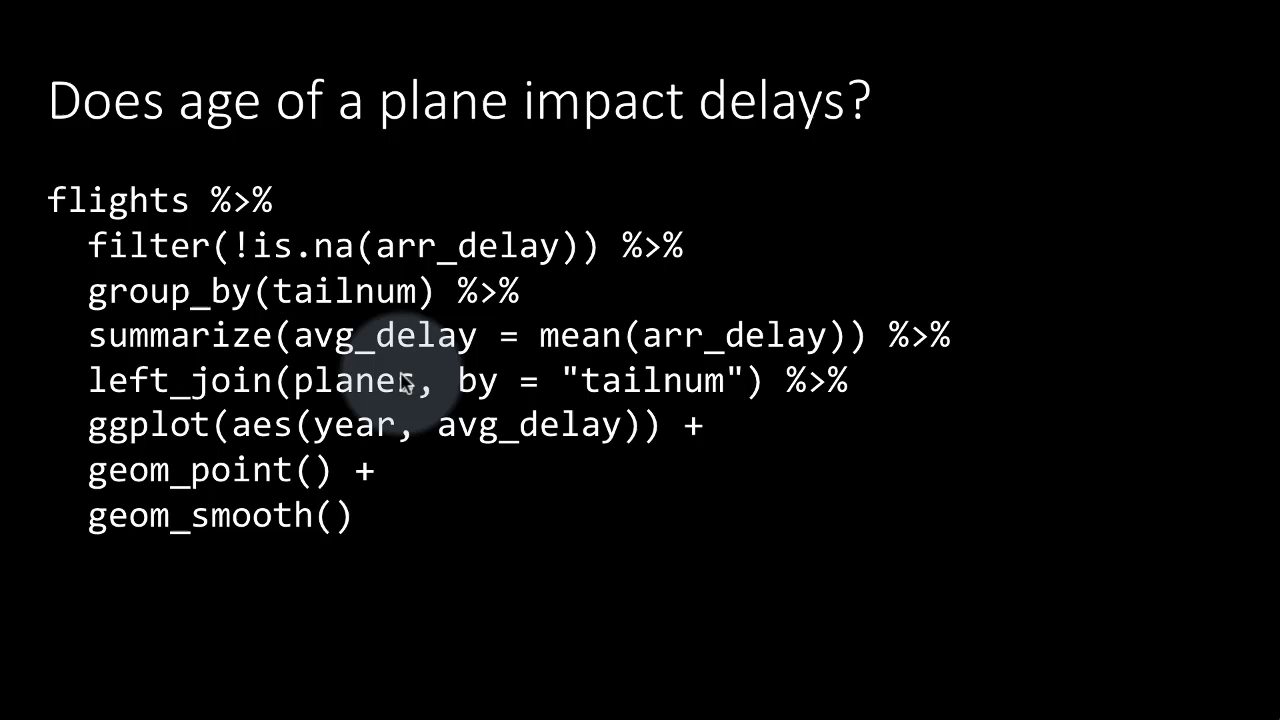 Does age of a plane impact delays?
flights %>%
filter(!is.na(arr_delay)) %>%
group_by(tailnum) %>%
summarize(avg_delay = mean(arr_delay)) %>%
left_join(planes, by = "tailnum") %>%
ggplot(aes(year, avg_delay)) +
geom_point() +
geom_smooth()